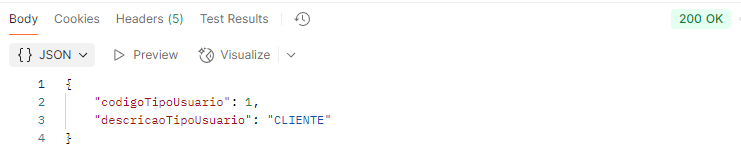 Body Cookies Headers (5) Test Results 200 OK
{} JSON Preview Visualize
1 {
2 "codigoTipoUsuario": 1,
3 "descricaoTipoUsuario": "CLIENTE"
4 }